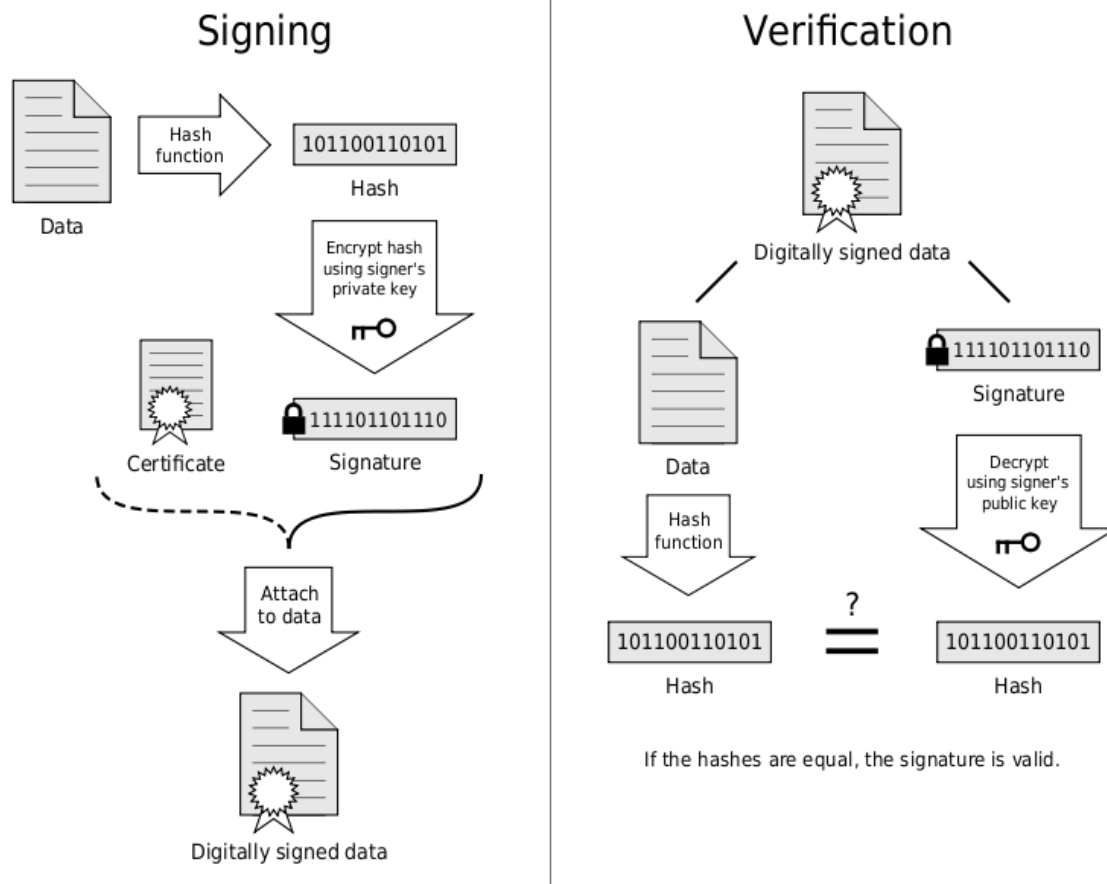 Signing
Hash
function
101100110101
Hash
Data
Encrypt hash
using signer's
private key
111101101110
Certificate
Signature
Attach
to data
Digitally signed data
Verification
Digitally signed data
111101101110
Signature
Data
Decrypt
using signer's
public key
Hash
function
?
101100110101
101100110101
Hash
Hash
If the hashes are equal, the signature is valid.